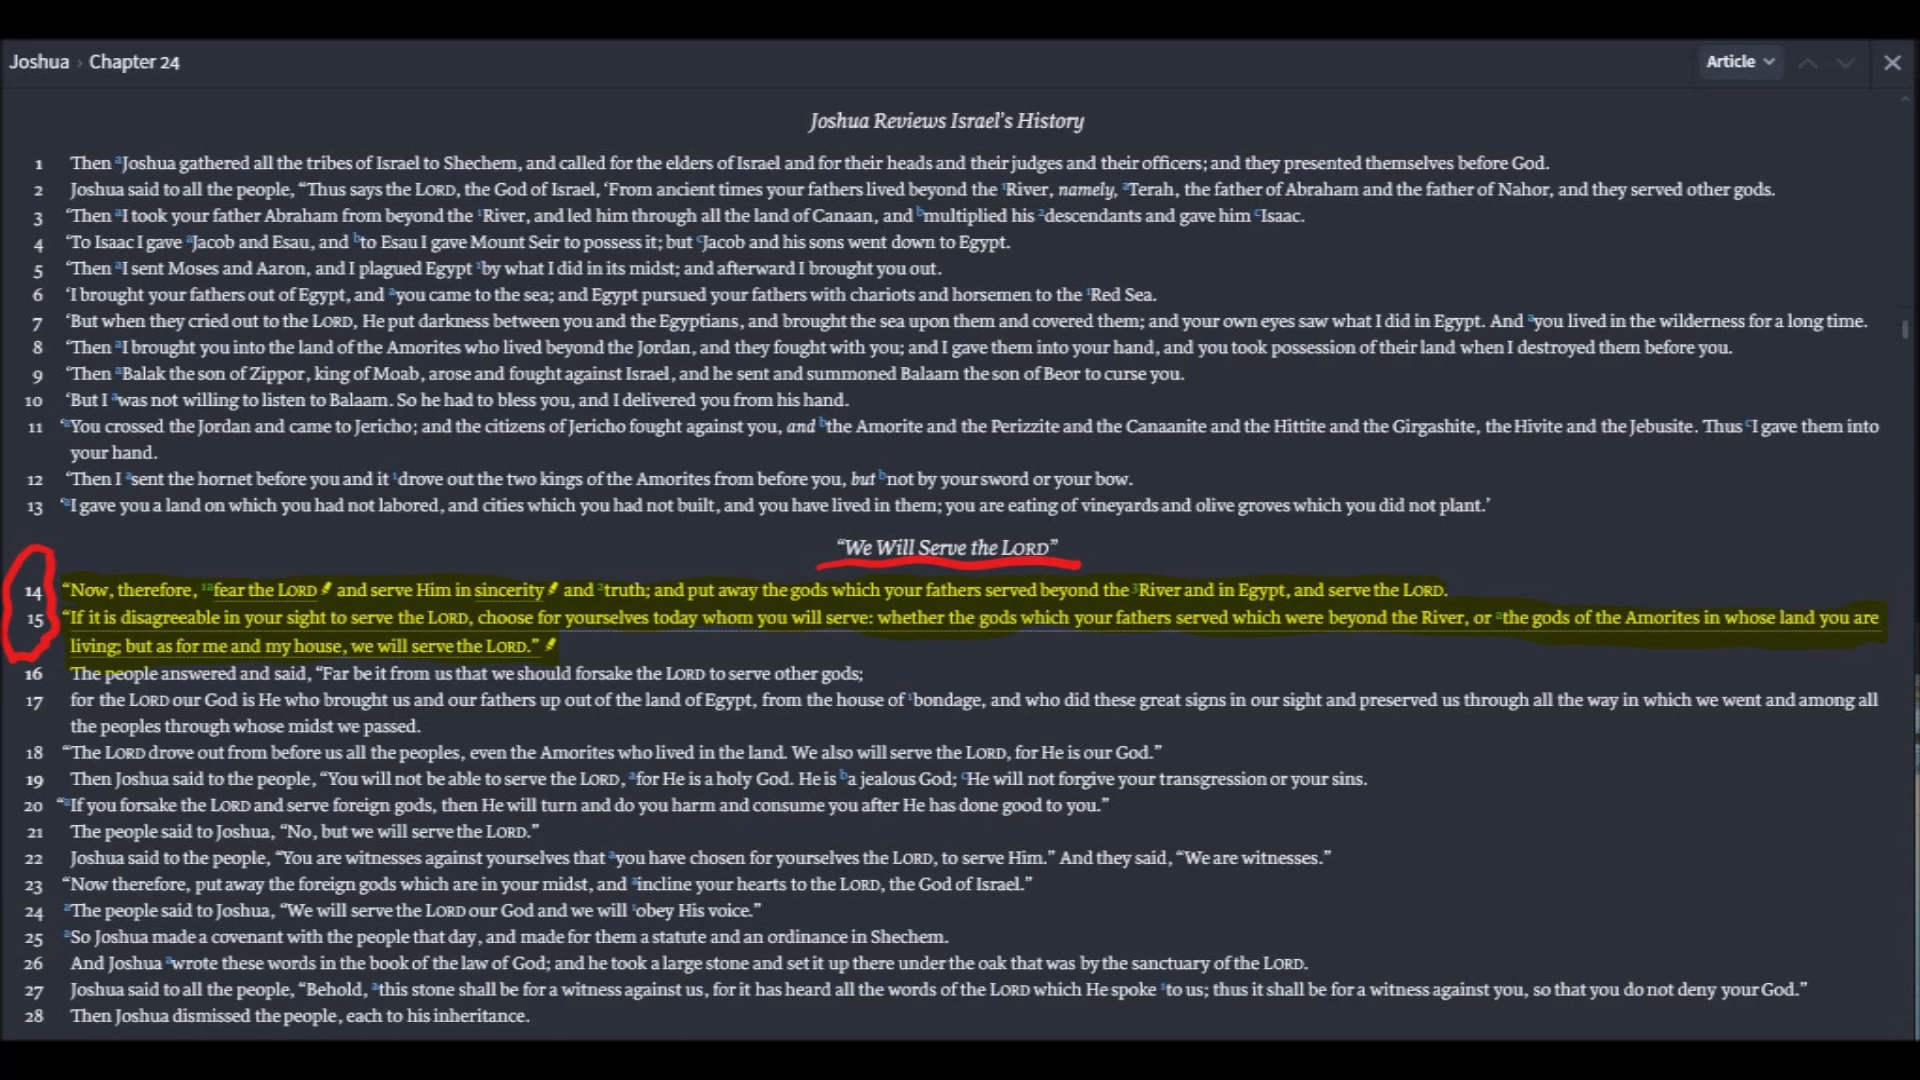 Joshua › Chapter 24
Article
Joshua Reviews Israel's History
1 Then ᵃJoshua gathered all the tribes of Israel to Shechem, and called for the elders of Israel and for their heads and their judges and their officers; and they presented themselves before God.
2 Joshua said to all the people, “Thus says the LORD, the God of Israel, ‘From ancient times your fathers lived beyond the ¹River, namely, ᵃTerah, the father of Abraham and the father of Nahor, and they served other gods.
3 ‘Then ᵃI took your father Abraham from beyond the ¹River, and led him through all the land of Canaan, and ᵇmultiplied his ²descendants and gave him ᶜIsaac.
4 ‘To Isaac I gave ᵃJacob and Esau, and ᵇto Esau I gave Mount Seir to possess it; but ᶜJacob and his sons went down to Egypt.
5 ‘Then ᵃI sent Moses and Aaron, and I plagued Egypt ¹by what I did in its midst; and afterward I brought you out.
6 ‘I brought your fathers out of Egypt, and ᵃyou came to the sea; and Egypt pursued your fathers with chariots and horsemen to the ¹Red Sea.
7 ‘But when they cried out to the LORD, He put darkness between you and the Egyptians, and brought the sea upon them and covered them; and your own eyes saw what I did in Egypt. And ᵃyou lived in the wilderness for a long time.
8 ‘Then ᵃI brought you into the land of the Amorites who lived beyond the Jordan, and they fought with you; and I gave them into your hand, and you took possession of their land when I destroyed them before you.
9 ‘Then ᵃBalak the son of Zippor, king of Moab, arose and fought against Israel, and he sent and summoned Balaam the son of Beor to curse you.
10 ‘But I ᵃwas not willing to listen to Balaam. So he had to bless you, and I delivered you from his hand.
11 ‘ᵃYou crossed the Jordan and came to Jericho; and the citizens of Jericho fought against you, and ᵇthe Amorite and the Perizzite and the Canaanite and the Hittite and the Girgashite, the Hivite and the Jebusite. Thus ᶜI gave them into
your hand.
12 ‘Then I ᵃsent the hornet before you and it ¹drove out the two kings of the Amorites from before you, but ᵇnot by your sword or your bow.
13 ‘ᵃI gave you a land on which you had not labored, and cities which you had not built, and you have lived in them; you are eating of vineyards and olive groves which you did not plant.’
“We Will Serve the LORD”
14 “Now, therefore, ¹ᵃfear the LORD and serve Him in sincerity and ²truth; and put away the gods which your fathers served beyond the ³River and in Egypt, and serve the LORD.
15 “If it is disagreeable in your sight to serve the LORD, choose for yourselves today whom you will serve: whether the gods which your fathers served which were beyond the River, or ᵃthe gods of the Amorites in whose land you are
living; but as for me and my house, we will serve the LORD.”
16 The people answered and said, “Far be it from us that we should forsake the LORD to serve other gods;
17 for the LORD our God is He who brought us and our fathers up out of the land of Egypt, from the house of ¹bondage, and who did these great signs in our sight and preserved us through all the way in which we went and among all
the peoples through whose midst we passed.
18 “The LORD drove out from before us all the peoples, even the Amorites who lived in the land. We also will serve the LORD, for He is our God.”
19 Then Joshua said to the people, “You will not be able to serve the LORD, ᵃfor He is a holy God. He is ᵇa jealous God; ᶜHe will not forgive your transgression or your sins.
20 “ᵃIf you forsake the LORD and serve foreign gods, then He will turn and do you harm and consume you after He has done good to you.”
21 The people said to Joshua, “No, but we will serve the LORD.”
22 Joshua said to the people, “You are witnesses against yourselves that ᵃyou have chosen for yourselves the LORD, to serve Him.” And they said, “We are witnesses.”
23 “Now therefore, put away the foreign gods which are in your midst, and ᵃincline your hearts to the LORD, the God of Israel.”
24 ᵃThe people said to Joshua, “We will serve the LORD our God and we will ¹obey His voice.”
25 ᵃSo Joshua made a covenant with the people that day, and made for them a statute and an ordinance in Shechem.
26 And Joshua ᵃwrote these words in the book of the law of God; and he took a large stone and set it up there under the oak that was by the sanctuary of the LORD.
27 Joshua said to all the people, “Behold, ᵃthis stone shall be for a witness against us, for it has heard all the words of the LORD which He spoke ¹to us; thus it shall be for a witness against you, so that you do not deny your God.”
28 Then Joshua dismissed the people, each to his inheritance.